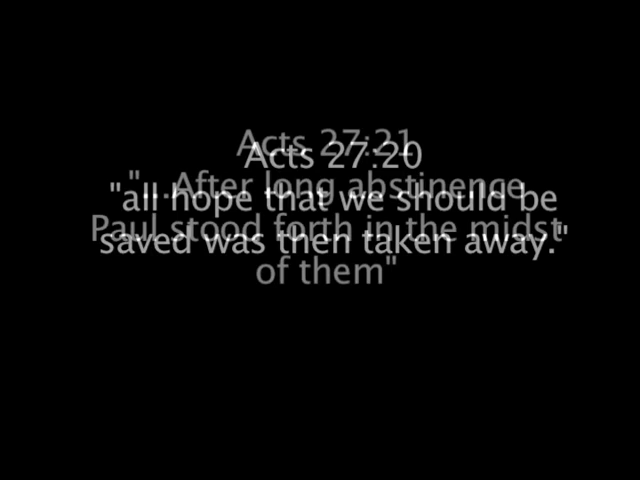 Acts 27:21
"...After long abstinence
Paul stood forth in the midst
of them"
Acts 27:20
"all hope that we should be
saved was then taken away."